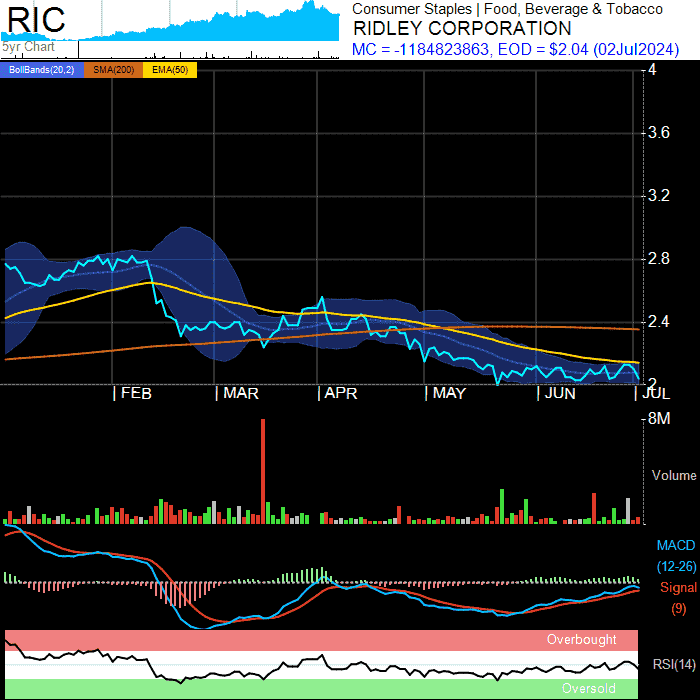 RIC
Consumer Staples | Food, Beverage & Tobacco
RIDLEY CORPORATION
5yr Chart
MC = -1184823863, EOD = $2.04 (02Jul2024)
BollBands(20,2) SMA(200) EMA(50)
4
3.6
3.2
2.8
2.4
2
FEB MAR APR MAY JUN JUL
8M
Volume
MACD
(12-26)
Signal
(9)
Overbought
RSI(14)
Oversold